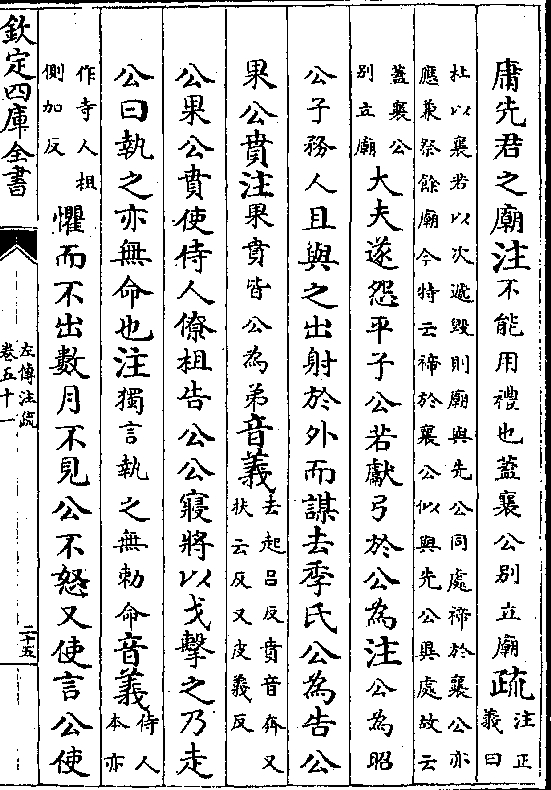 庸先君之廟注不能用禮也蓋襄公別立廟疏注正
義曰
杜以襄若以次遞毀則廟與先公同處禘於襄公亦
應兼祭餘廟今特云禘於襄公似與先公異處故云
蓋襄公
別立廟
大夫遂怨平子公若獻弓於公為注公為昭
公子務人且與之出射於外而謀去季氏公為告公
果公賁注果賁皆公為弟音義去起呂反賁音奔又
扶云反又皮義反
公果公賁使侍人僚柤告公公寢將以戈擊之乃走
公曰執之亦無命也注獨言執之無勅命音義侍人
本亦
作寺人柤
側加反
懼而不出數月不見公不怒又使言公使
欽定四庫全書
左傳注疏
卷五十一
二十五